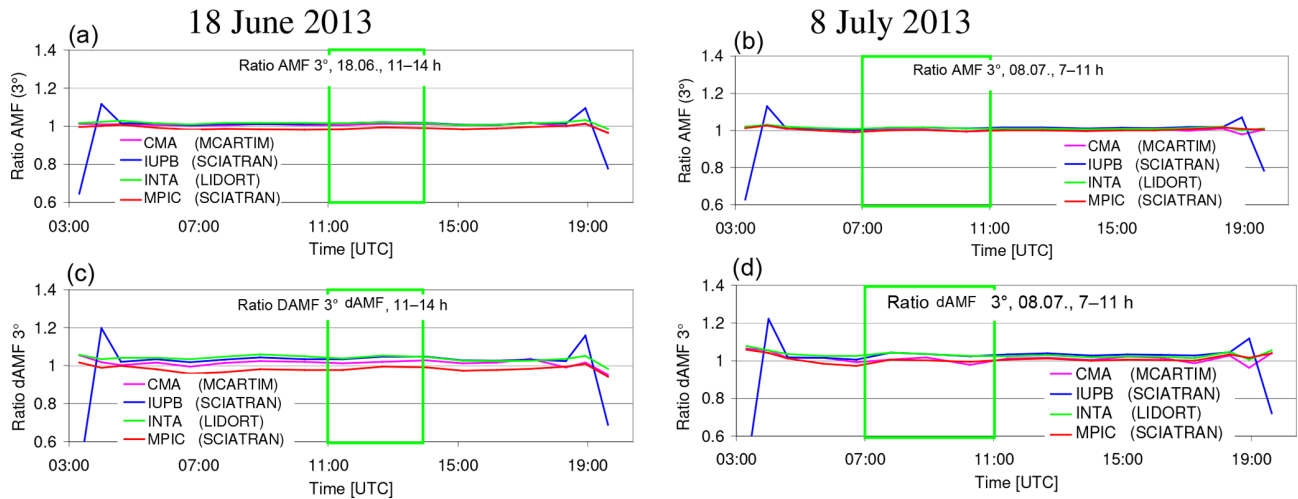 18 June 2013
8 July 2013
(a)
Ratio AMF 3°, 18.06., 11–14 h
Ratio AMF (3°)
1.4
1.2
1
0.8
0.6
CMA (MCARTIM)
IUPB (SCIATRAN)
INTA (LIDORT)
MPIC (SCIATRAN)
03:00 07:00 11:00 15:00 19:00
Time [UTC]
(b)
Ratio AMF 3°, 08.07., 7–11 h
Ratio AMF (3°)
1.4
1.2
1
0.8
0.6
CMA (MCARTIM)
IUPB (SCIATRAN)
INTA (LIDORT)
MPIC (SCIATRAN)
03:00 07:00 11:00 15:00 19:00
Time [UTC]
(c)
Ratio DAMF 3° dAMF, 11–14 h
Ratio dAMF 3°
1.4
1.2
1
0.8
0.6
CMA (MCARTIM)
IUPB (SCIATRAN)
INTA (LIDORT)
MPIC (SCIATRAN)
03:00 07:00 11:00 15:00 19:00
Time [UTC]
(d)
Ratio dAMF 3°, 08.07., 7–11 h
Ratio dAMF 3°
1.4
1.2
1
0.8
0.6
CMA (MCARTIM)
IUPB (SCIATRAN)
INTA (LIDORT)
MPIC (SCIATRAN)
03:00 07:00 11:00 15:00 19:00
Time [UTC]